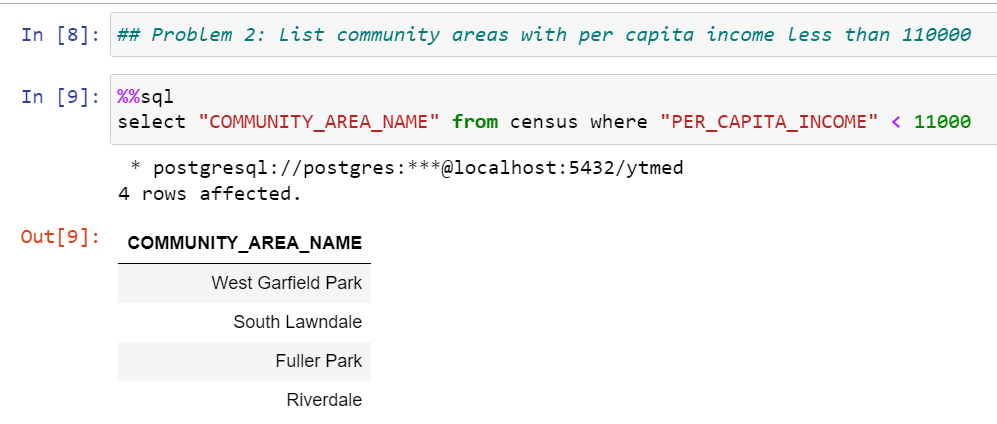 In [8]: ## Problem 2: List community areas with per capita income less than 110000
In [9]: %%sql
select "COMMUNITY_AREA_NAME" from census where "PER_CAPITA_INCOME" < 11000
* postgresql://postgres:***@localhost:5432/ytmed
4 rows affected.
Out[9]:
COMMUNITY_AREA_NAME
West Garfield Park
South Lawndale
Fuller Park
Riverdale